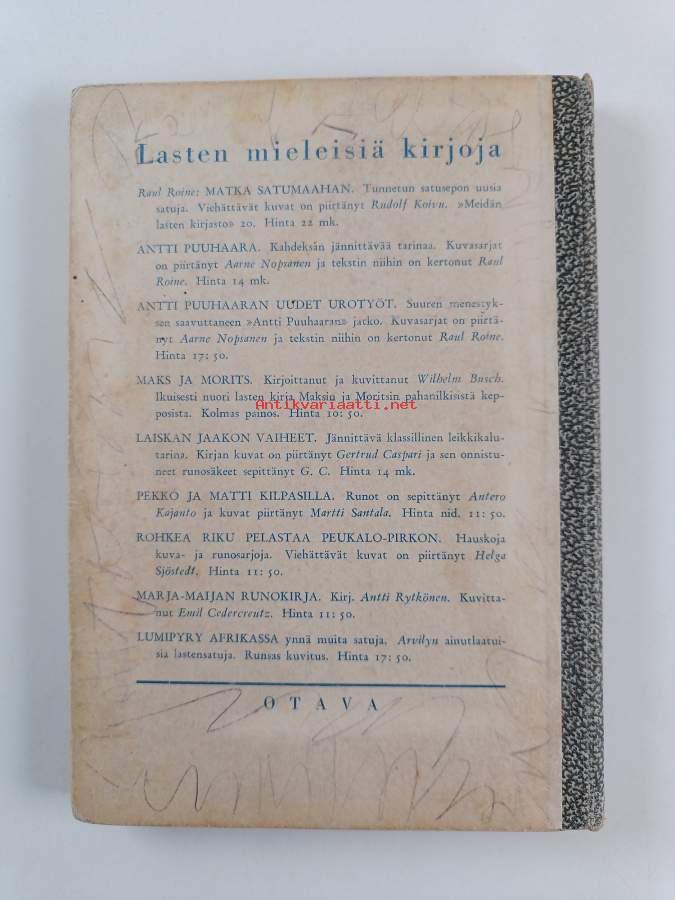 Lasten mieleisiä kirjoja
Raul Roine: MATKA SATUMAAHAN. Tunnetun satusepon uusia
satuja. Viehättävät kuvat on piirtänyt Rudolf Koivu. »Meidän
lasten kirjasto» 20. Hinta 22 mk.
ANTTI PUUHAARA. Kahdeksan jännittävää tarinaa. Kuvasarjat
on piirtänyt Aarne Nopsanen ja tekstin niihin on kertonut Raul
Roine. Hinta 14 mk.
ANTTI PUUHAARAN UUDET UROTYÖT. Suuren menestyk-
sen saavuttaneen »Antti Puuhaaran» jatko. Kuvasarjat on piirtä-
nyt Aarne Nopsanen ja tekstin niihin on kertonut Raul Roine.
Hinta 17: 50.
MAKS JA MORITS. Kirjoittanut ja kuvittanut Wilhelm Busch.
Ikuisesti nuori lasten kirja Maksin ja Moritsin pahanilkisistä kep-
posista. Kolmas painos. Hinta 10: 50.
Antikvariaatti.net
LAISKAN JAAKON VAIHEET. Jännittävä klassillinen leikkikalu-
tarina. Kirjan kuvat on piirtänyt Gertrud Caspari ja sen onnistu-
neet runosäkeet sepittänyt G. C. Hinta 14 mk.
PEKKO JA MATTI KILPASILLA. Runot on sepittänyt Antero
Kajanto ja kuvat piirtänyt Martti Santala. Hinta nid. 11: 50.
ROHKEA RIKU PELASTAA PEUKALO-PIRKON. Hauskoja
kuva- ja runosarjoja. Viehättävät kuvat on piirtänyt Helga
Sjöstedt. Hinta 11: 50.
MARJA-MAIJAN RUNOKIRJA. Kirj. Antti Rytkönen. Kuvitta-
nut Emil Cedercreutz. Hinta 11: 50.
LUMIPYRY AFRIKASSA ynnä muita satuja. Arvilyn ainutlaatui-
sia lastensatuja. Runsas kuvitus. Hinta 17: 50.
OTAVA